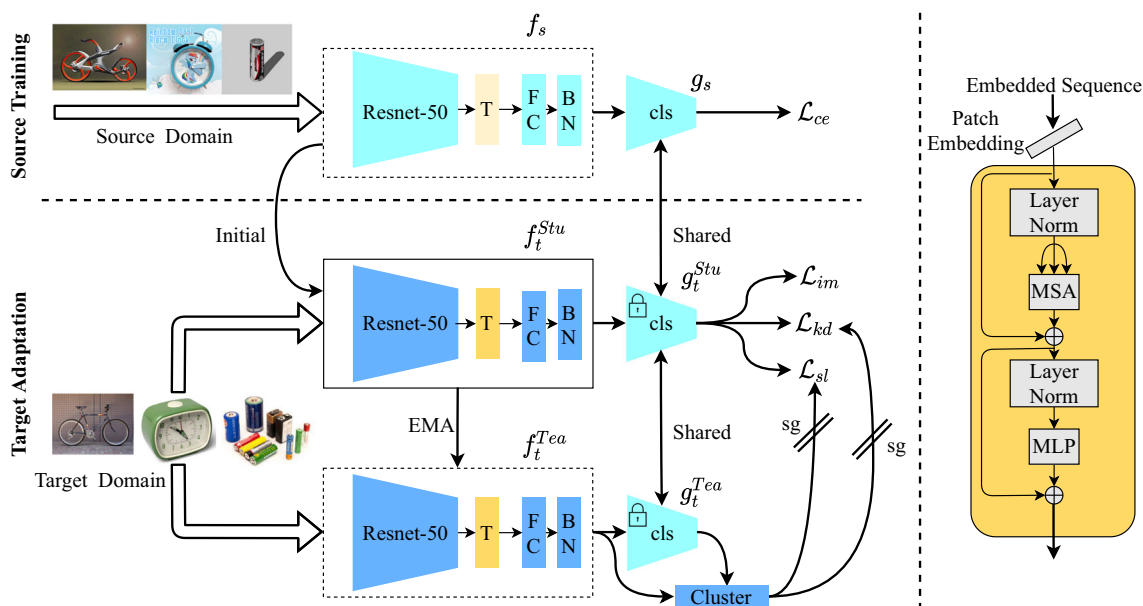 Source Training
Source Domain
f_s
Resnet-50
T
F
C
B
N
cls
g_s
ℒ_ce
Initial
Shared
Target Adaptation
f_t^Stu
Resnet-50
T
F
C
B
N
g_t^Stu
cls
ℒ_im
ℒ_kd
ℒ_sl
Target Domain
EMA
Shared
sg
sg
f_t^Tea
Resnet-50
T
F
C
B
N
g_t^Tea
cls
Cluster
Embedded Sequence
Patch
Embedding
Layer
Norm
MSA
Layer
Norm
MLP